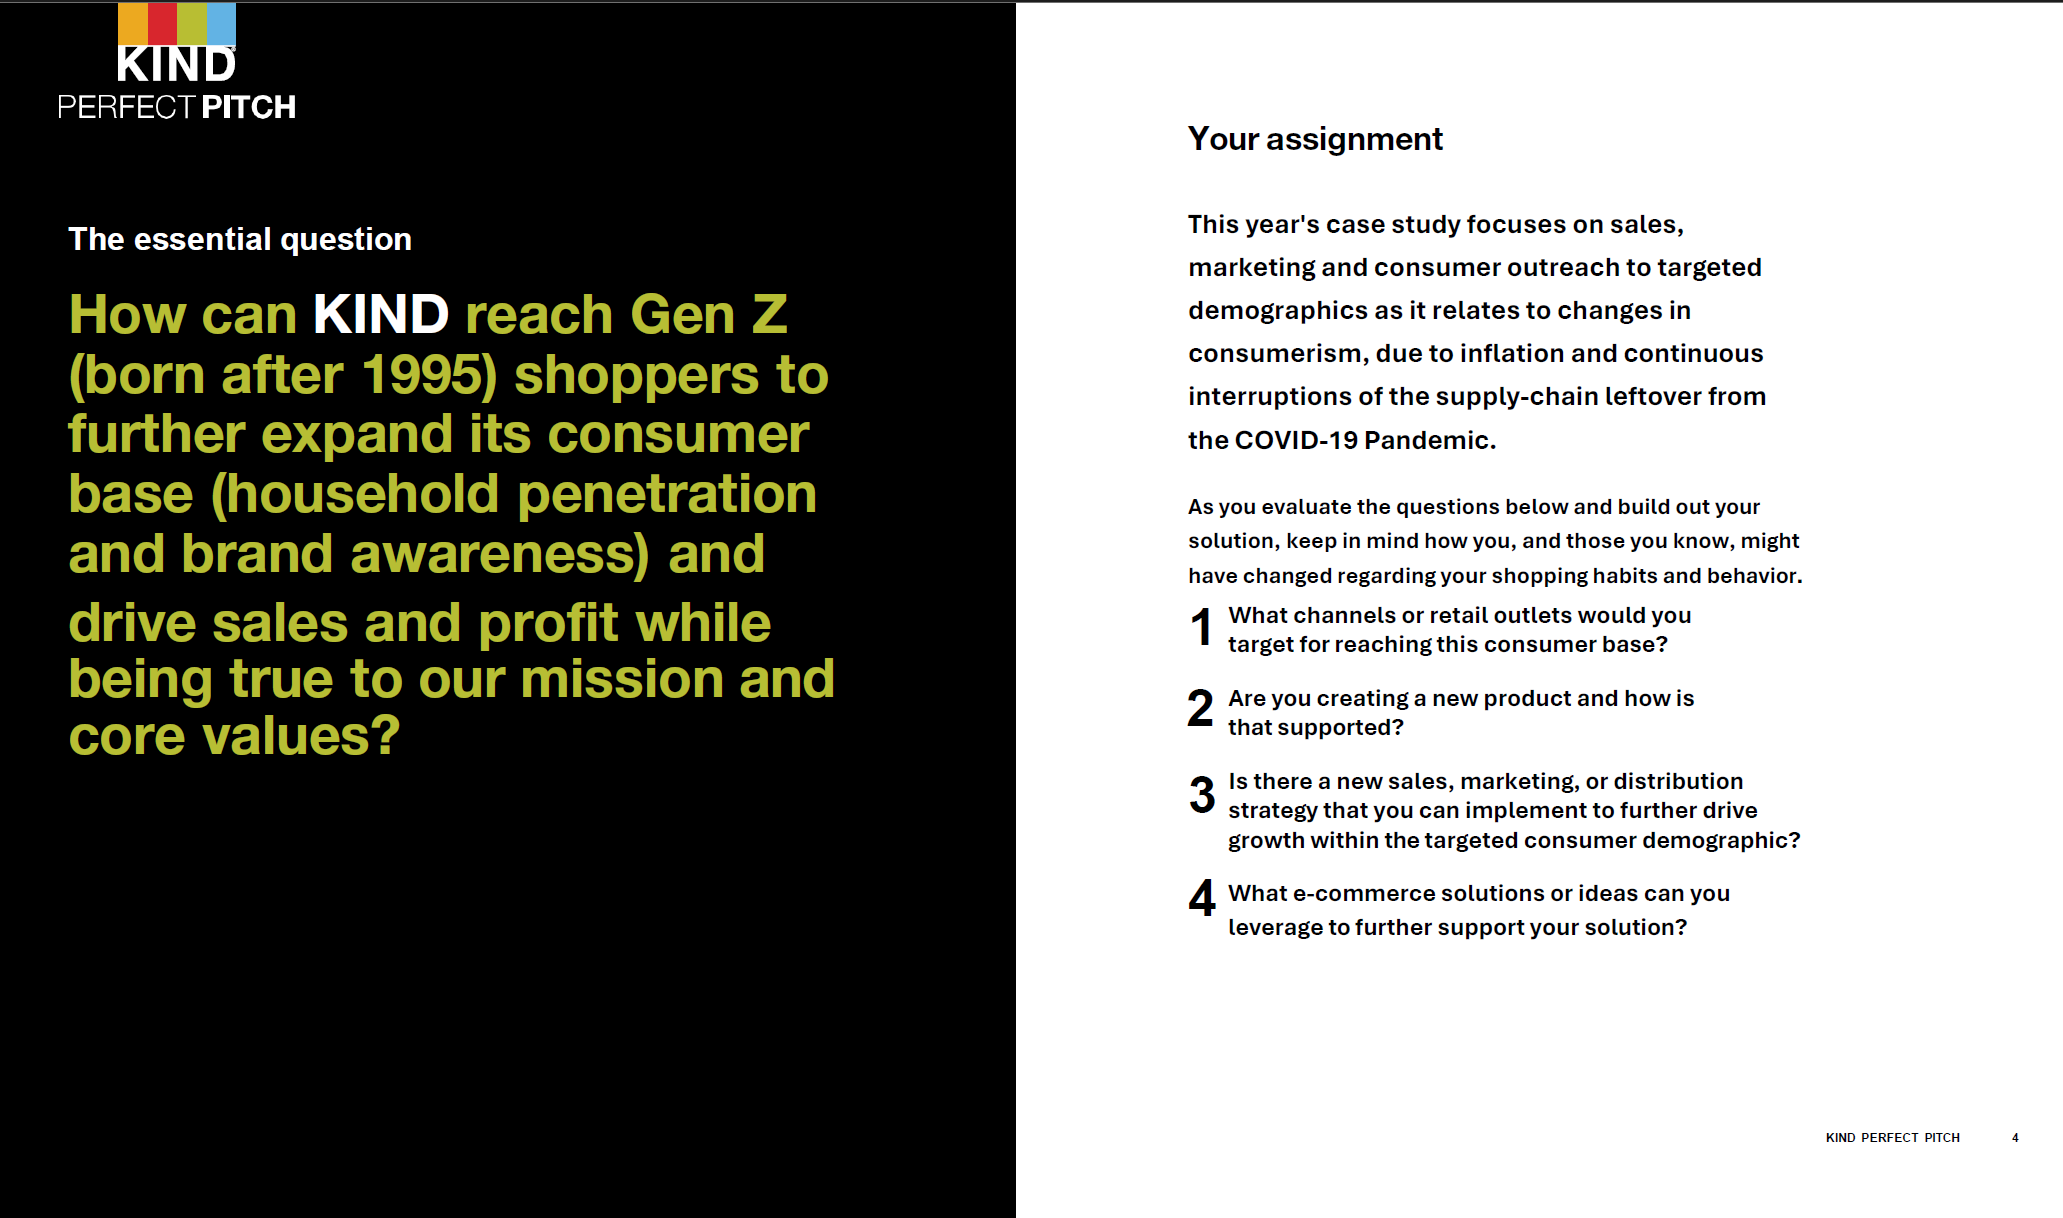 KIND
PERFECT PITCH
The essential question
How can KIND reach Gen Z
(born after 1995) shoppers to
further expand its consumer
base (household penetration
and brand awareness) and
drive sales and profit while
being true to our mission and
core values?
Your assignment
This year's case study focuses on sales,
marketing and consumer outreach to targeted
demographics as it relates to changes in
consumerism, due to inflation and continuous
interruptions of the supply-chain leftover from
the COVID-19 Pandemic.
As you evaluate the questions below and build out your
solution, keep in mind how you, and those you know, might
have changed regarding your shopping habits and behavior.
1 What channels or retail outlets would you
target for reaching this consumer base?
2 Are you creating a new product and how is
that supported?
3 Is there a new sales, marketing, or distribution
strategy that you can implement to further drive
growth within the targeted consumer demographic?
4 What e-commerce solutions or ideas can you
leverage to further support your solution?
KIND PERFECT PITCH 4